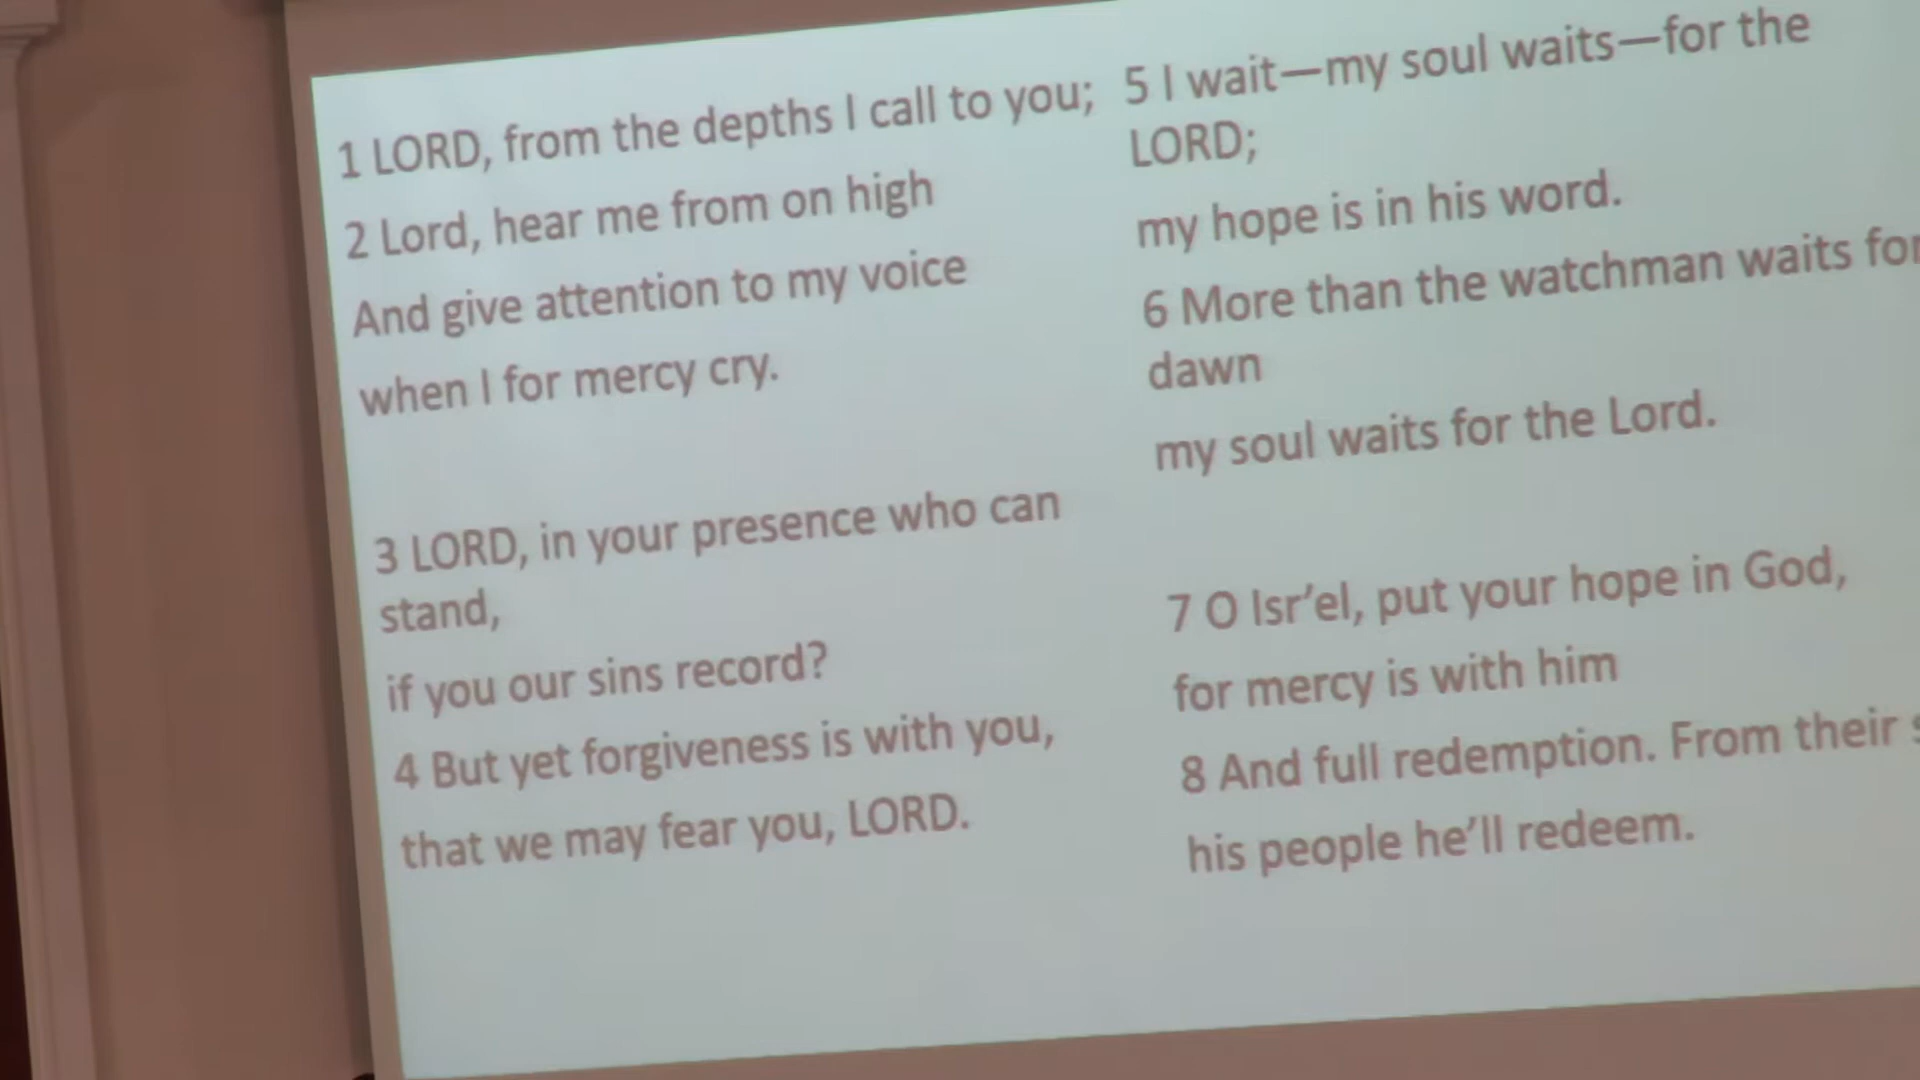 1 LORD, from the depths I call to you;
2 Lord, hear me from on high
And give attention to my voice
when I for mercy cry.
3 LORD, in your presence who can
stand,
if you our sins record?
4 But yet forgiveness is with you,
that we may fear you, LORD.
5 I wait—my soul waits—for the
LORD;
my hope is in his word.
6 More than the watchman waits for
dawn
my soul waits for the Lord.
7 O Isr'el, put your hope in God,
for mercy is with him
8 And full redemption. From their
his people he'll redeem.